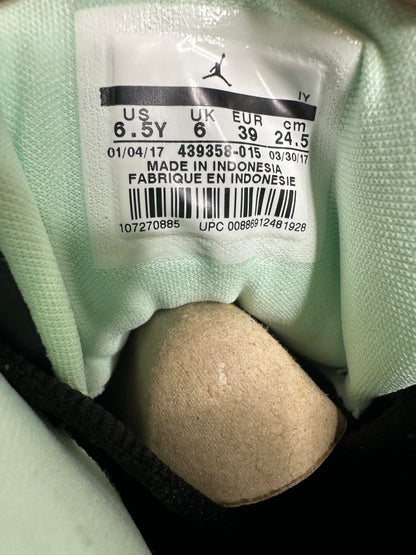 IY
US UK EUR cm
6.5Y 6 39 24.5
01/04/17 439358-015 03/30/17
MADE IN INDONESIA
FABRIQUE EN INDONESIE
107270885 UPC 00886912481928